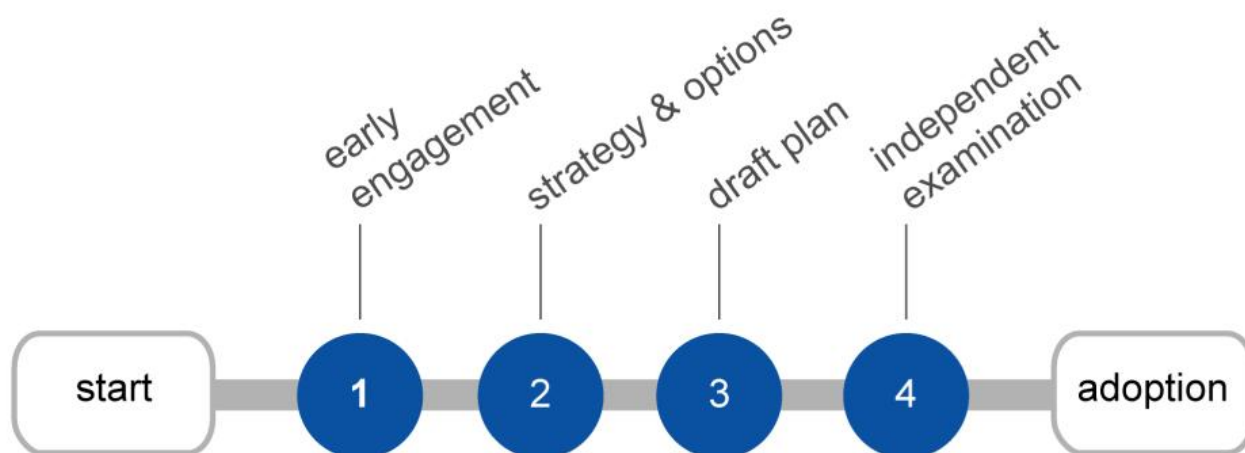 early
engagement
strategy & options
draft plan
independent
examination
start
1
2
3
4
adoption